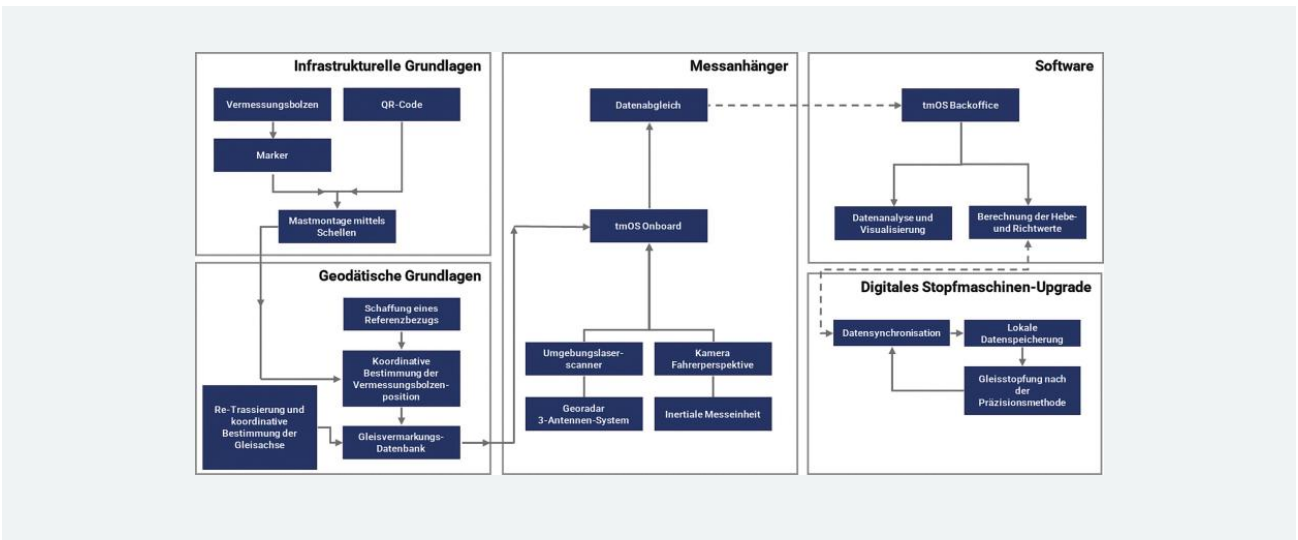 Infrastrukturelle Grundlagen
Vermessungsbolzen
QR-Code
Marker
Mastmontage mittels
Schellen
Geodätische Grundlagen
Schaffung eines
Referenzbezugs
Koordinative
Bestimmung der
Vermessungsbolzen-
position
Re-Trassierung und
koordinative
Bestimmung der
Gleisachse
Gleisvermarkungs-
Datenbank
Messanhänger
Datenabgleich
tmOS Onboard
Umgebungslaser-
scanner
Kamera
Fahrerperspektive
Georadar
3-Antennen-System
Inertiale Messeinheit
Software
tmOS Backoffice
Datenanalyse und
Visualisierung
Berechnung der Hebe-
und Richtwerte
Digitales Stopfmaschinen-Upgrade
Datensynchronisation
Lokale
Datenspeicherung
Gleisstopfung nach
der
Präzisionsmethode